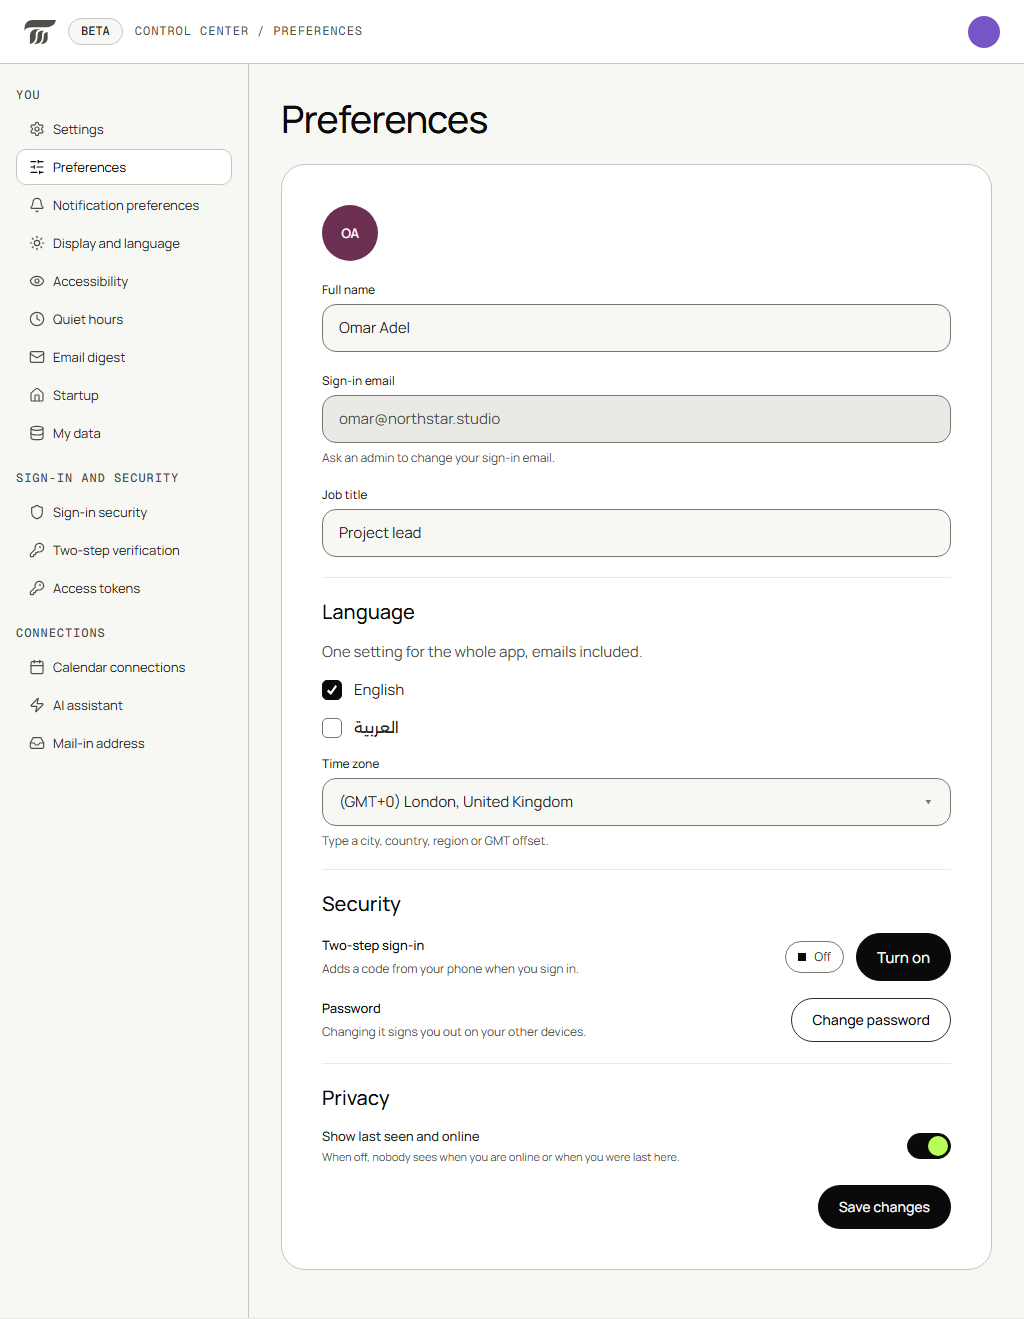 BETA
CONTROL CENTER / PREFERENCES
YOU
Settings
Preferences
Notification preferences
Display and language
Accessibility
Quiet hours
Email digest
Startup
My data
SIGN-IN AND SECURITY
Sign-in security
Two-step verification
Access tokens
CONNECTIONS
Calendar connections
AI assistant
Mail-in address
Preferences
OA
Full name
Omar Adel
Sign-in email
omar@northstar.studio
Ask an admin to change your sign-in email.
Job title
Project lead
Language
One setting for the whole app, emails included.
English
العربية
Time zone
(GMT+0) London, United Kingdom
Type a city, country, region or GMT offset.
Security
Two-step sign-in
Adds a code from your phone when you sign in.
Off
Turn on
Password
Changing it signs you out on your other devices.
Change password
Privacy
Show last seen and online
When off, nobody sees when you are online or when you were last here.
Save changes